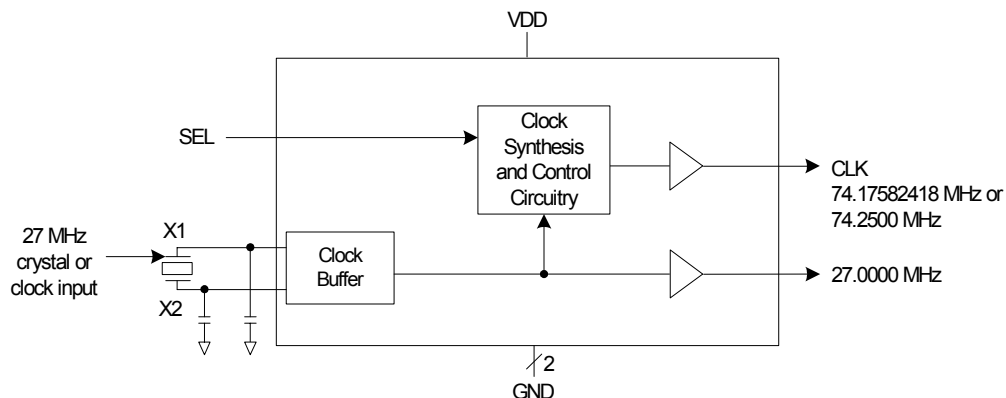 VDD
SEL
Clock
Synthesis
and Control
Circuitry
CLK
74.17582418 MHz or
74.2500 MHz
27 MHz
crystal or
clock input
X1
X2
Clock
Buffer
27.0000 MHz
2
GND